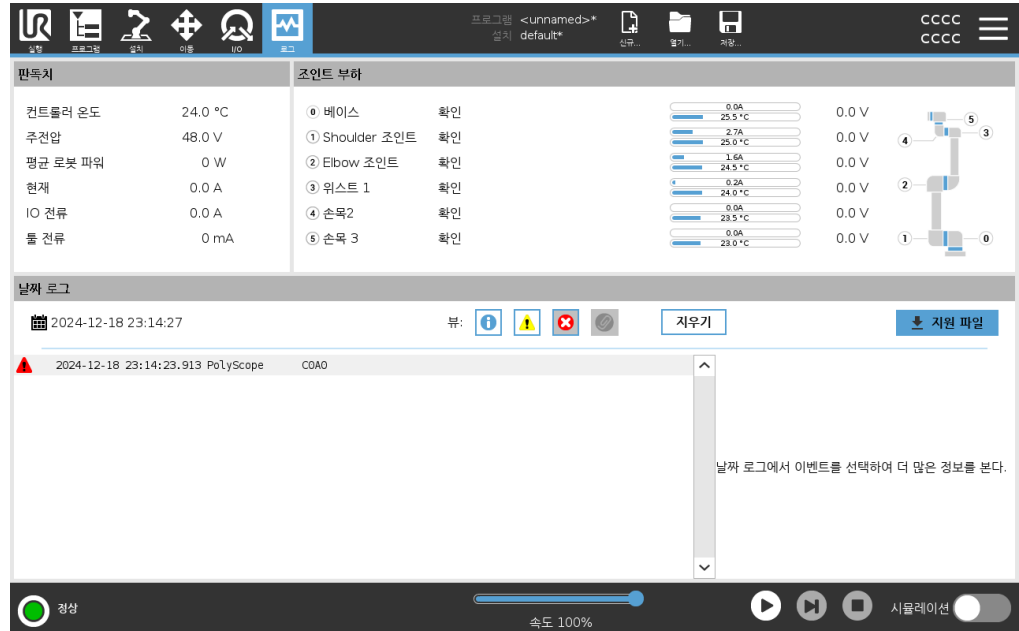 프로그램 <unnamed>*
설치 default*
CCCC
CCCC
실행 프로그램 설치 이동 I/O 로그 신규... 열기... 저장...
판독치
조인트 부하
컨트롤러 온도 24.0 °C
주전압 48.0 V
평균 로봇 파워 0 W
현재 0.0 A
IO 전류 0.0 A
툴 전류 0 mA
0 베이스 확인 0.0A 25.5 °C 0.0 V
1 Shoulder 조인트 확인 2.7A 25.0 °C 0.0 V
2 Elbow 조인트 확인 1.6A 24.5 °C 0.0 V
3 위스트 1 확인 0.2A 24.0 °C 0.0 V
4 손목2 확인 0.0A 23.5 °C 0.0 V
5 손목 3 확인 0.0A 23.0 °C 0.0 V
5
4 3
2
1 0
날짜 로그
2024-12-18 23:14:27 뷰: 지우기 지원 파일
2024-12-18 23:14:23.913 PolyScope C0A0
날짜 로그에서 이벤트를 선택하여 더 많은 정보를 본다.
정상
속도 100%
시뮬레이션